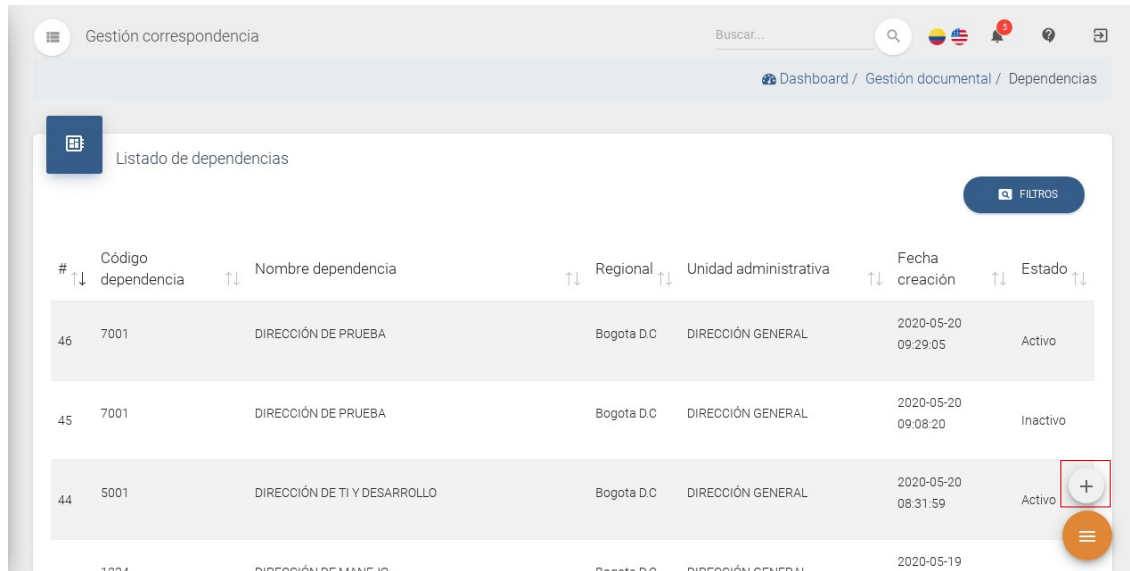 Gestión correspondencia
Buscar...
5
Dashboard / Gestión documental / Dependencias
Listado de dependencias
FILTROS
# Código dependencia Nombre dependencia Regional Unidad administrativa Fecha creación Estado
46 7001 DIRECCIÓN DE PRUEBA Bogota D.C DIRECCIÓN GENERAL 2020-05-20 09:29:05 Activo
45 7001 DIRECCIÓN DE PRUEBA Bogota D.C DIRECCIÓN GENERAL 2020-05-20 09:08:20 Inactivo
44 5001 DIRECCIÓN DE TI Y DESARROLLO Bogota D.C DIRECCIÓN GENERAL 2020-05-20 08:31:59 Activo
2020-05-19